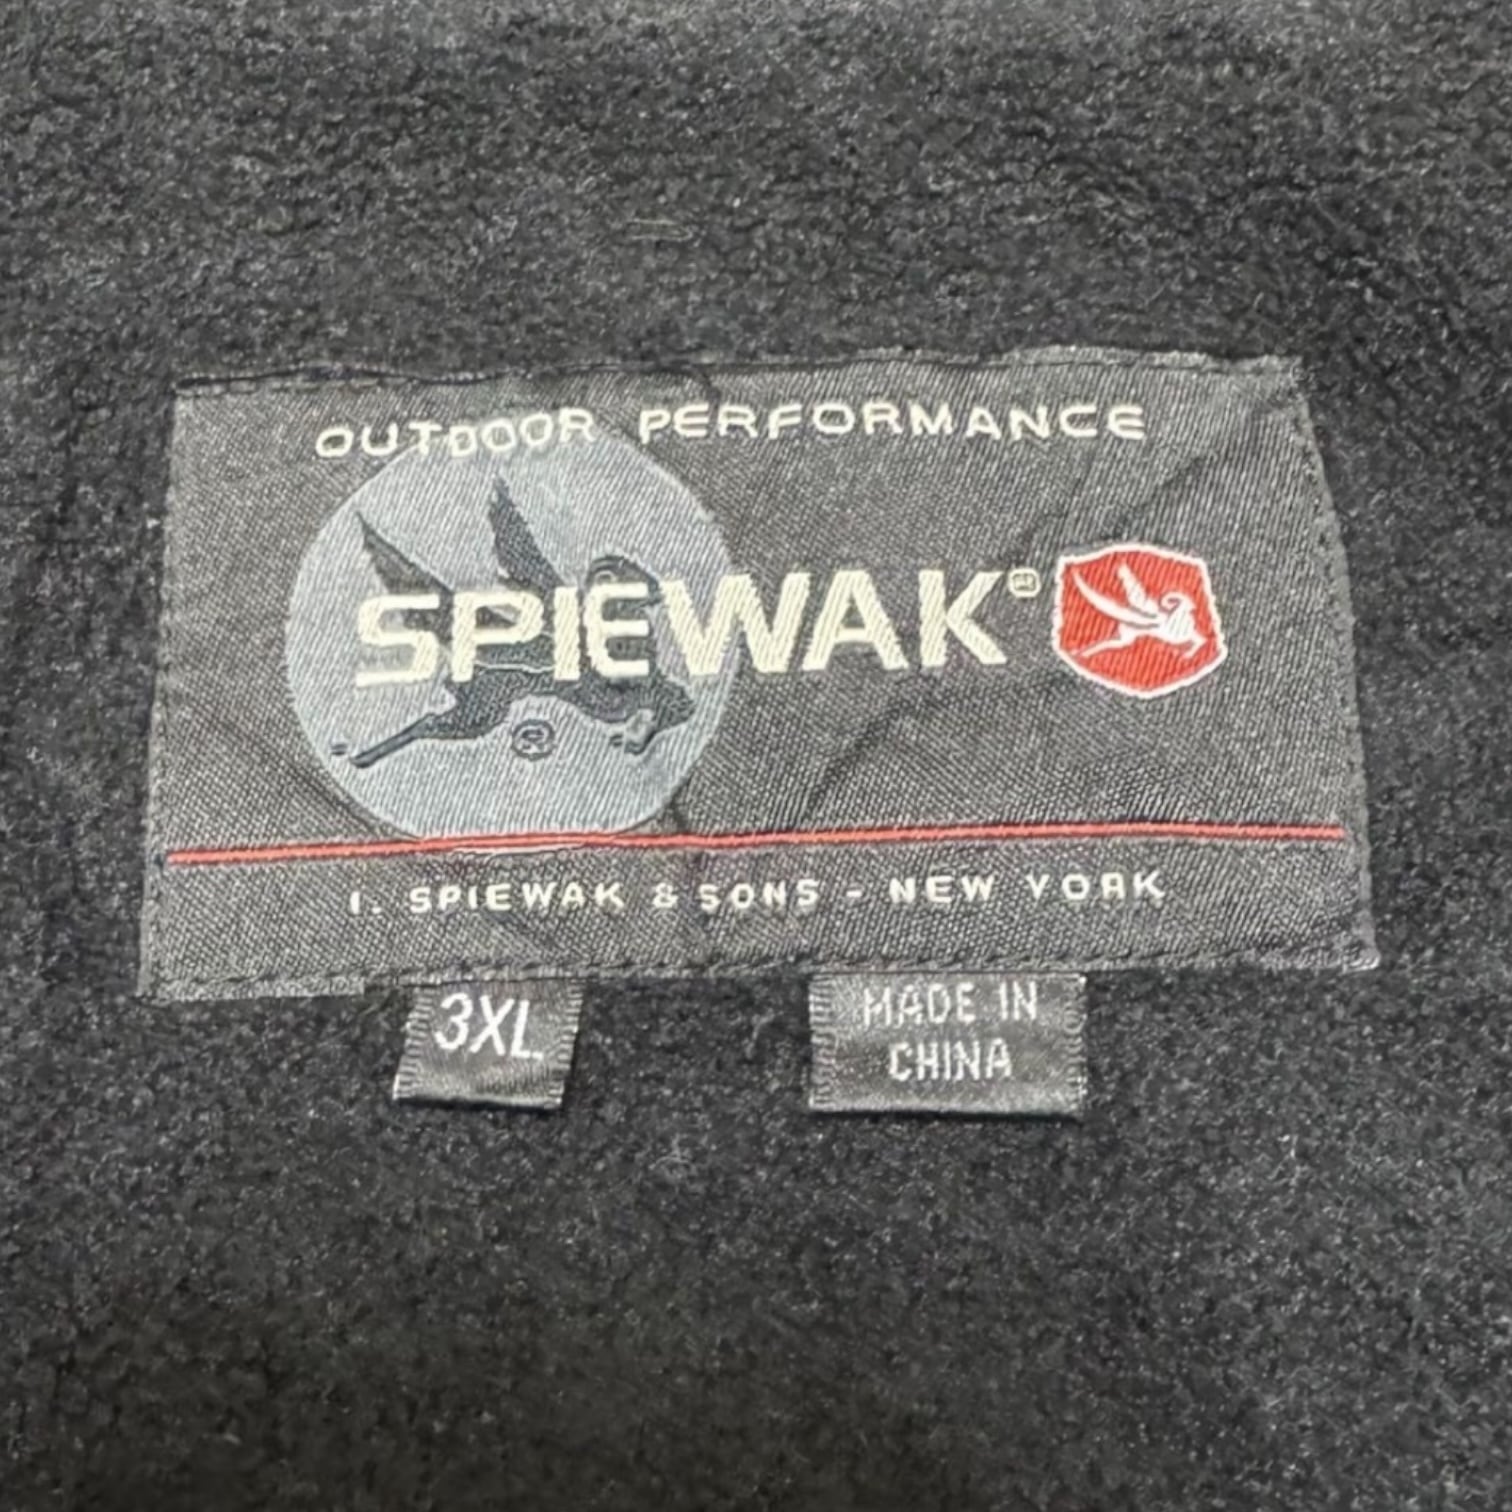 OUTDOOR PERFORMANCE
SPIEWAK®
®
I. SPIEWAK & SONS - NEW YORK
3XL
MADE IN
CHINA